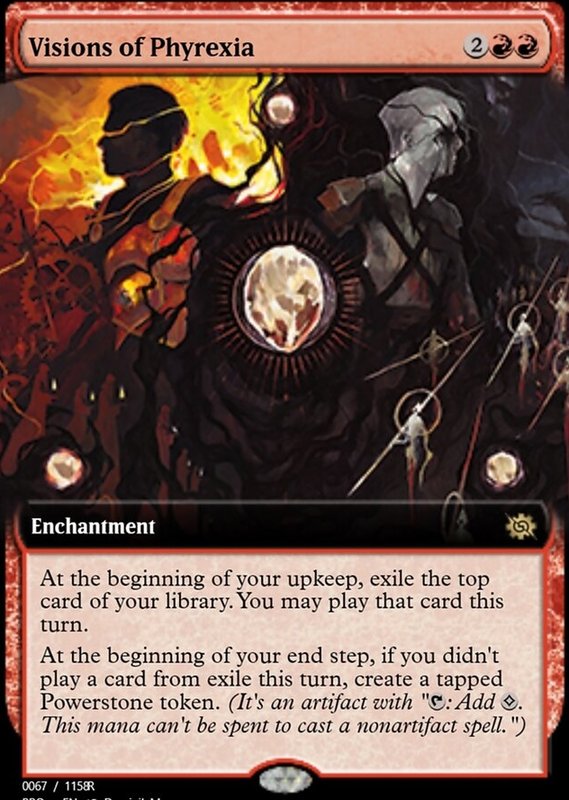 Visions of Phyrexia 2
Enchantment
At the beginning of your upkeep, exile the top
card of your library. You may play that card this
turn.
At the beginning of your end step, if you didn't
play a card from exile this turn, create a tapped
Powerstone token. (It's an artifact with ": Add .
This mana can't be spent to cast a nonartifact spell.")
0067 / 1158R